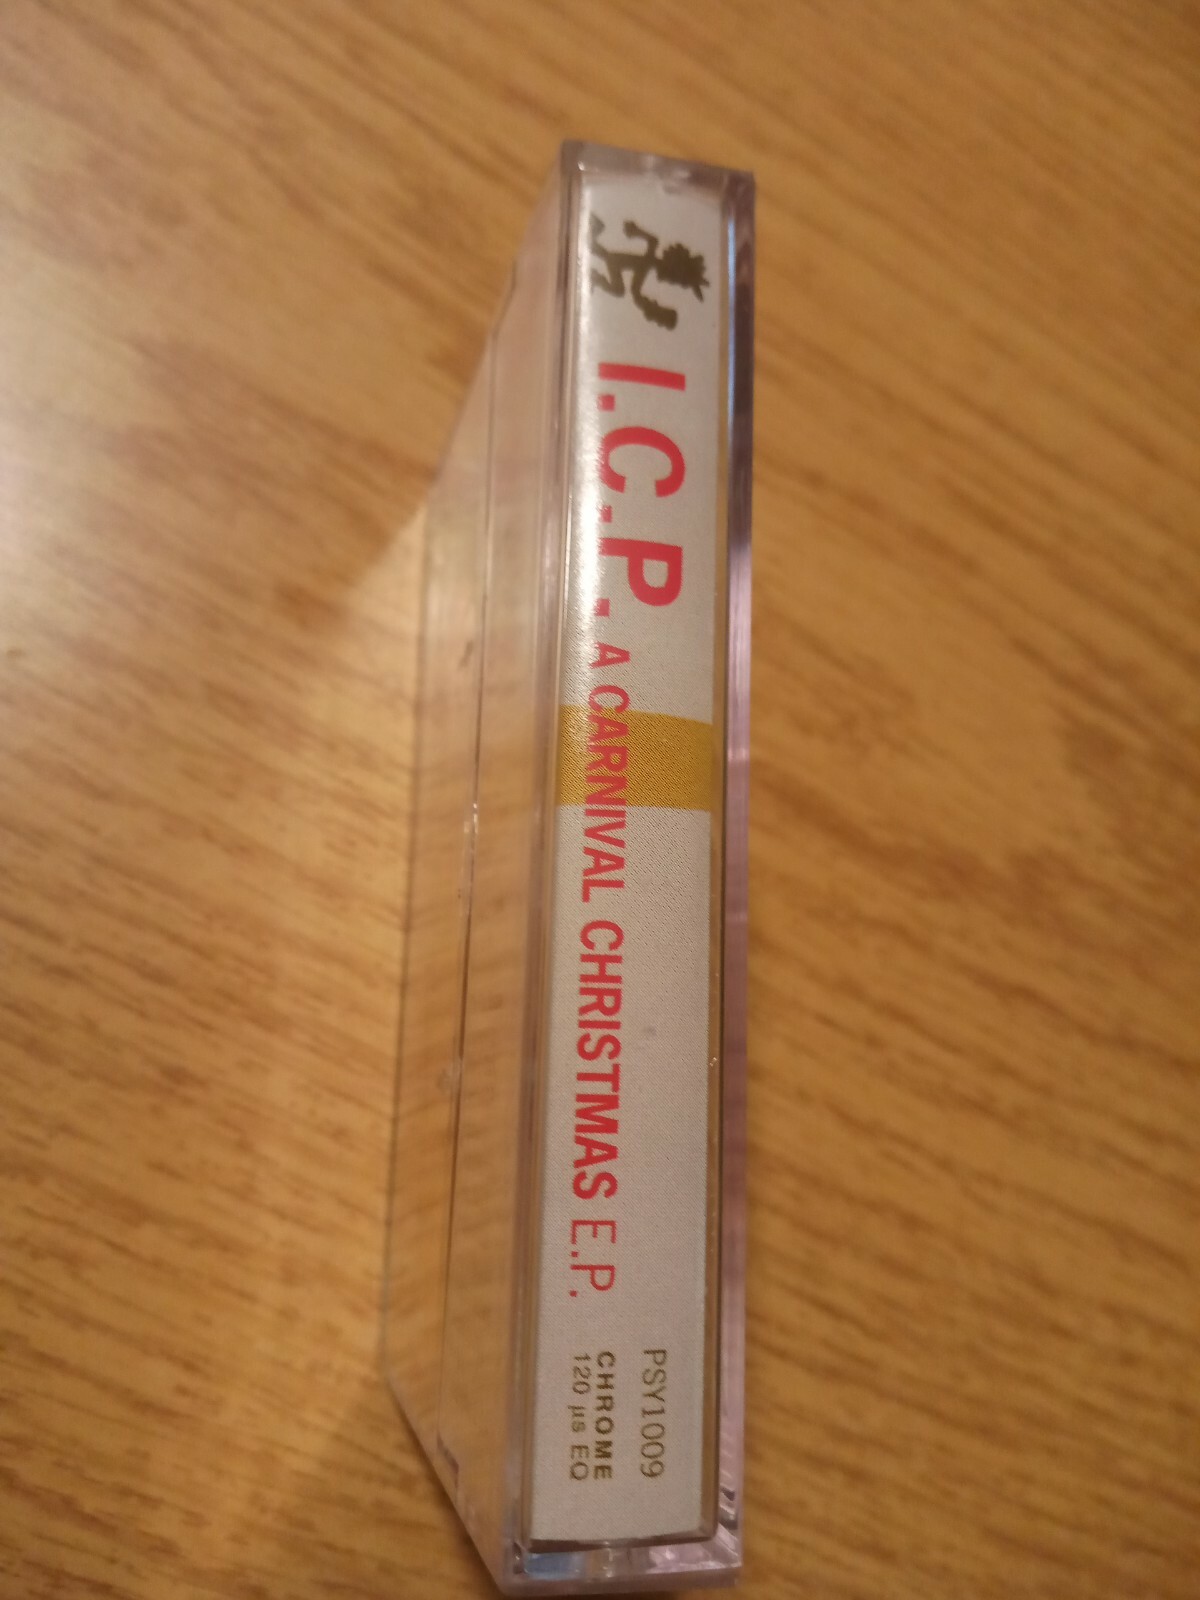 I.C.P. A CARNIVAL CHRISTMAS E.P.
PSY1009
CHROME
120 µs EQ